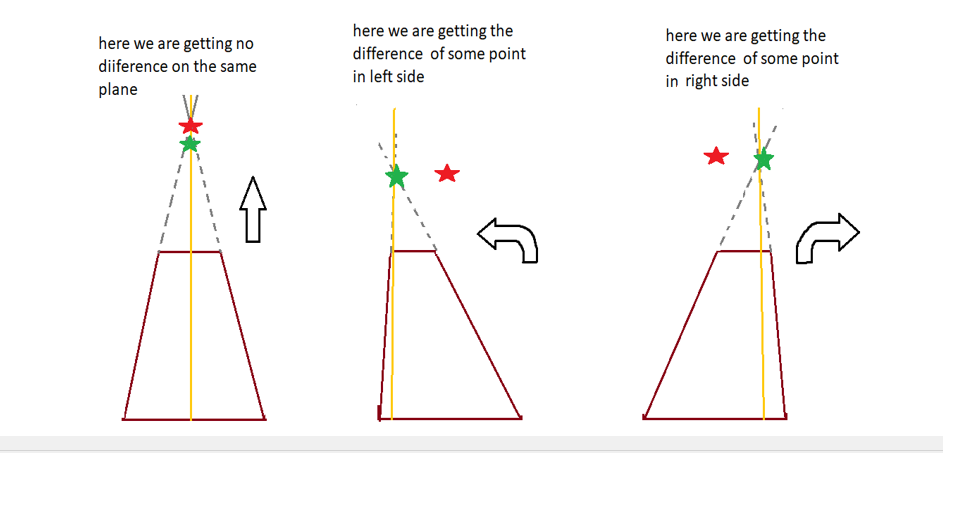 here we are getting no
diiference on the same
plane
here we are getting the
difference of some point
in left side
here we are getting the
difference of some point
in right side